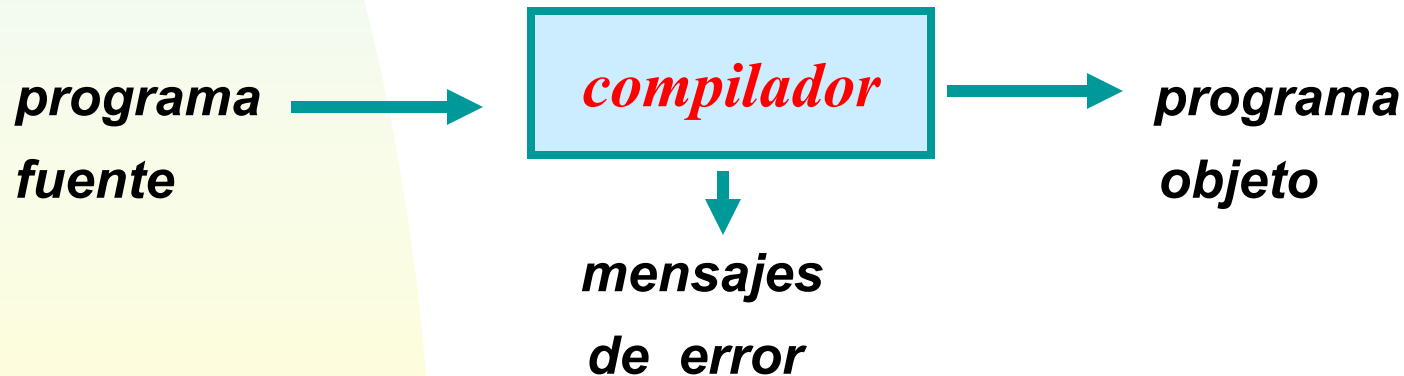 programa
fuente
compilador
programa
objeto
mensajes
de error